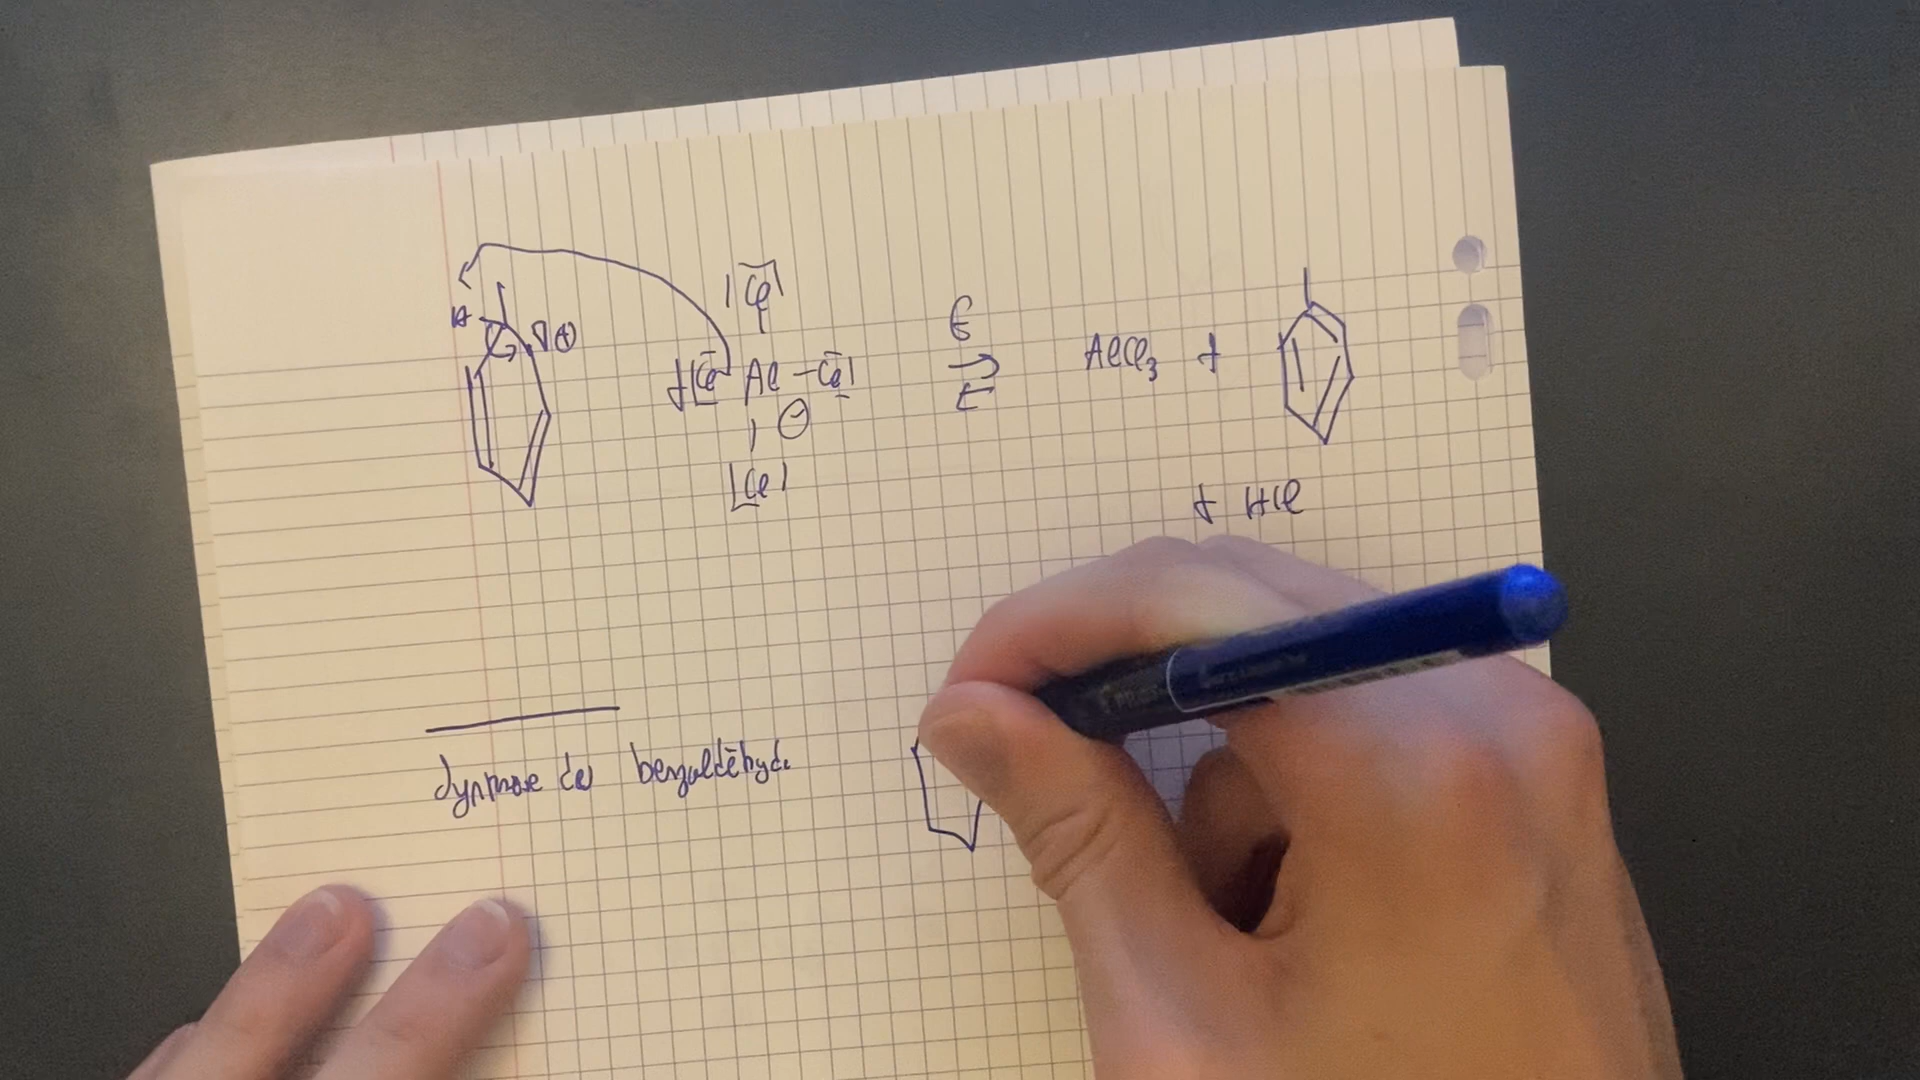 |Cl|
H ⊕
|Cl Al – Cl|
⊖
|Cl|
⇌ AlCl₃ +
+ HCl
synthèse du benzaldéhyde